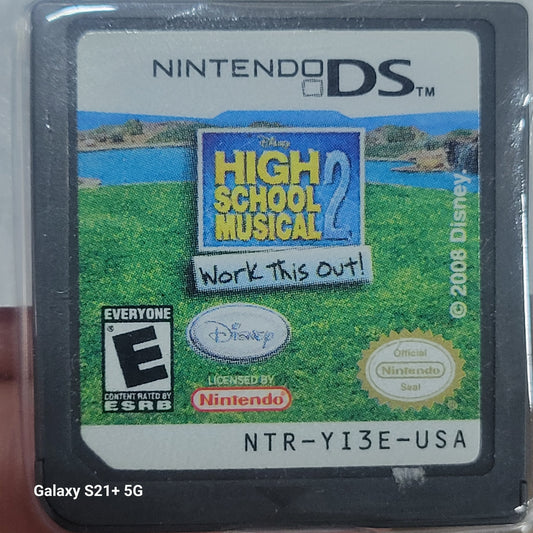 NINTENDO DS™
Disney
HIGH
SCHOOL
MUSICAL 2
WORK THIS OUT!
© 2008 Disney.
EVERYONE
E
CONTENT RATED BY
ESRB
Disney
LICENSED BY
Nintendo
Official
Nintendo
Seal
NTR-YI3E-USA
Galaxy S21+ 5G